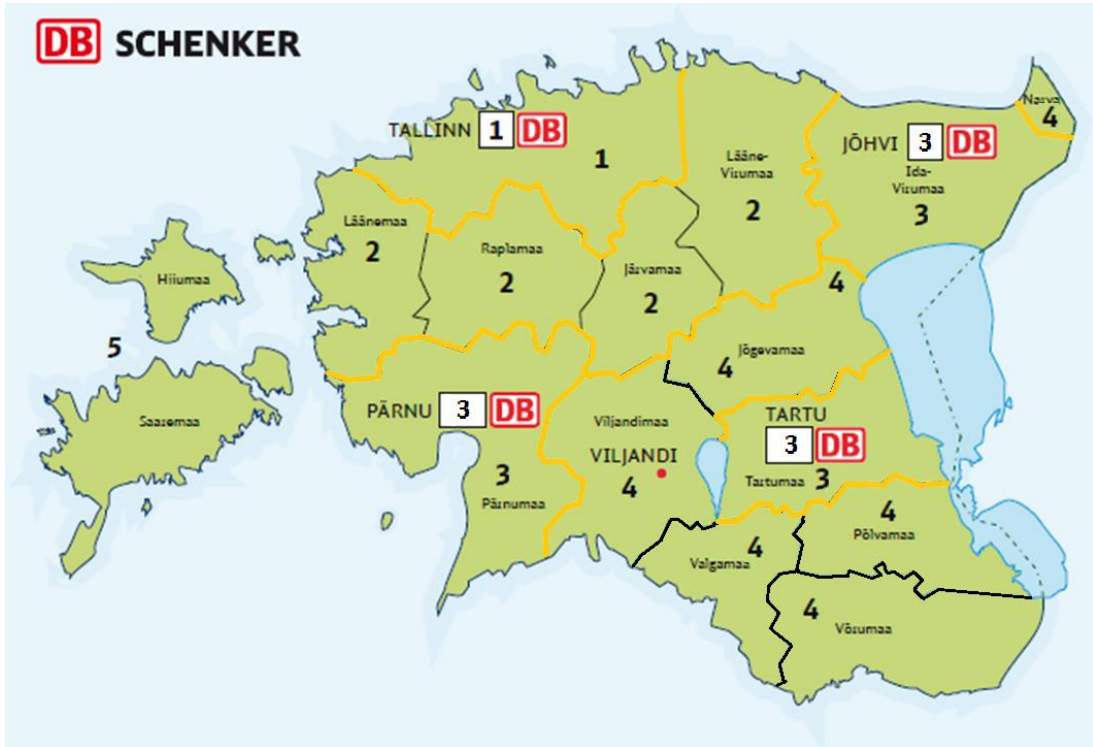 DB SCHENKER
Narva
4
TALLINN 1 DB
1
JÕHVI 3 DB
Ida-
Virumaa
3
Lääne-
Virumaa
2
Läänemaa
2
Raplamaa
2
Järvamaa
2
Hiiumaa
5
Saaremaa
4
Jõgevamaa
4
PÄRNU 3 DB
3
Pärnumaa
Viljandimaa
VILJANDI
4
TARTU
3 DB
Tartumaa 3
4
Põlvamaa
4
Valgamaa
4
Võrumaa